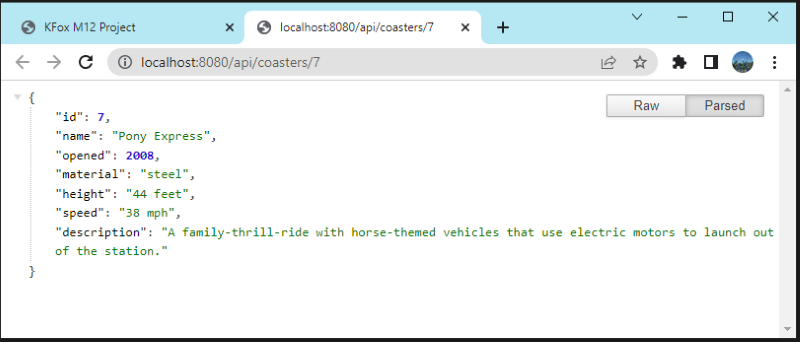 KFox M12 Project
localhost:8080/api/coasters/7
localhost:8080/api/coasters/7
Raw
Parsed
{
"id": 7,
"name": "Pony Express",
"opened": 2008,
"material": "steel",
"height": "44 feet",
"speed": "38 mph",
"description": "A family-thrill-ride with horse-themed vehicles that use electric motors to launch out
of the station."
}